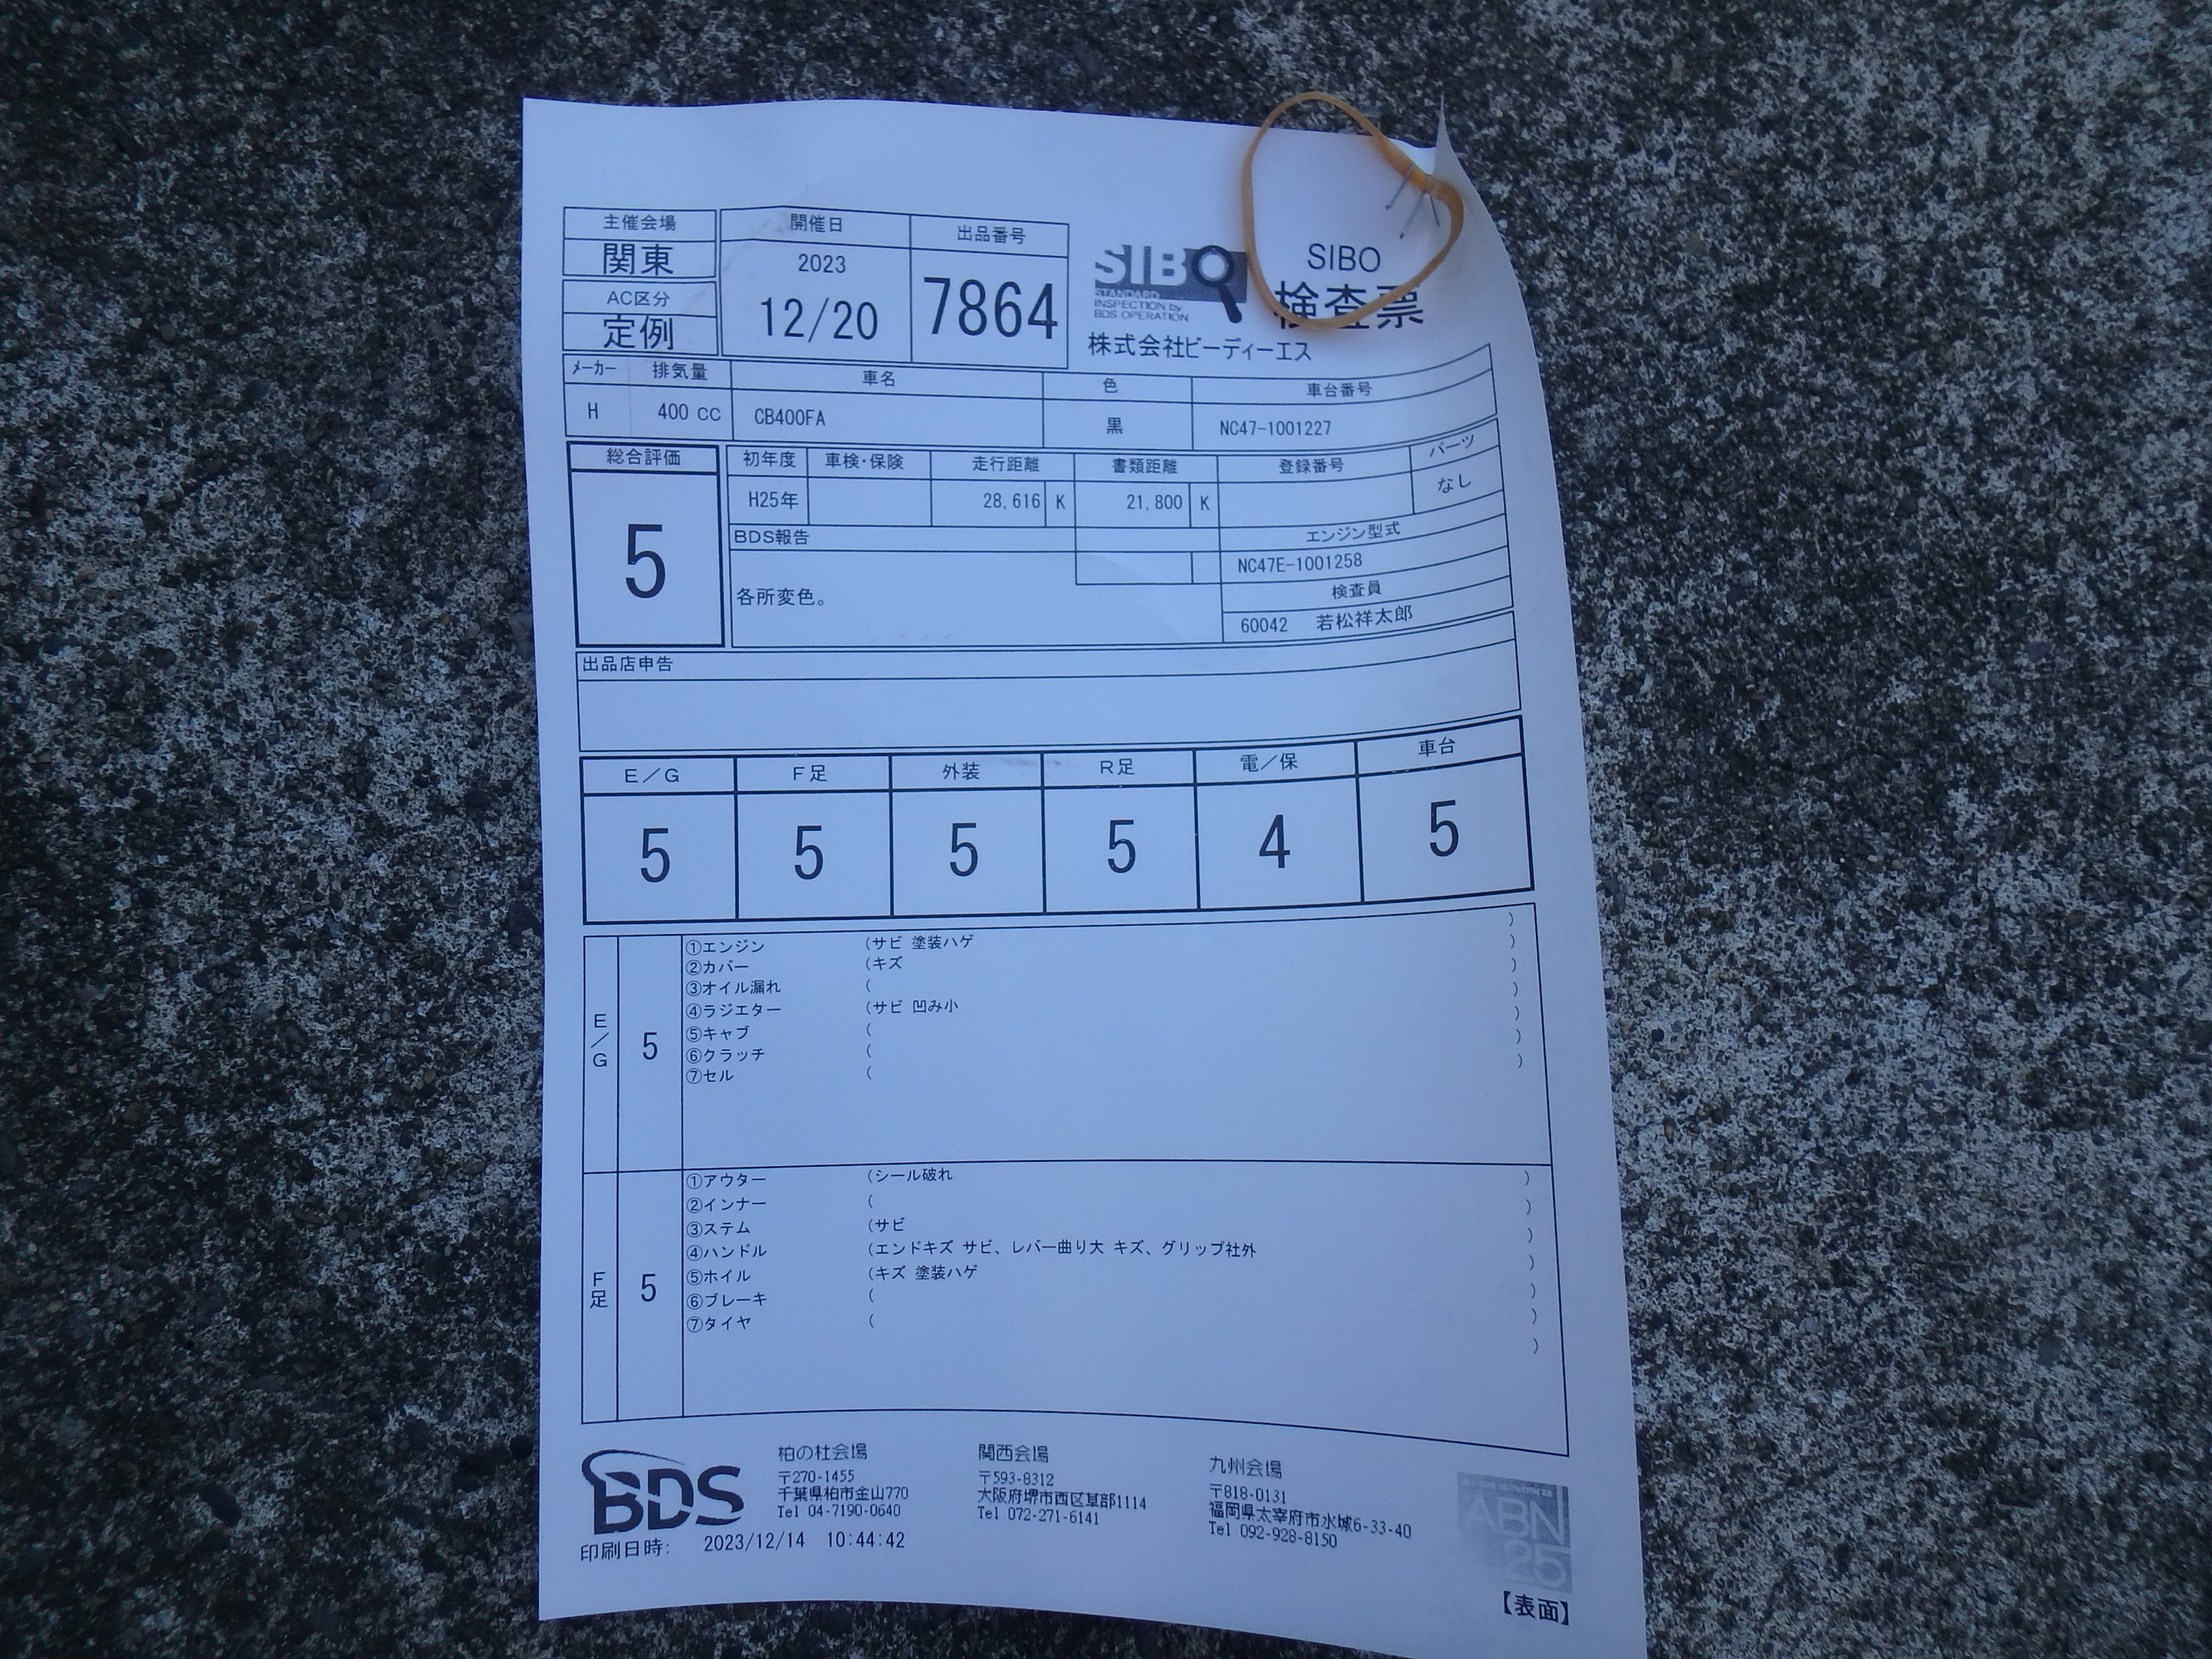 主催会場
関東
AC区分
定例
開催日
2023
12/20
出品番号
7864
SIBO
STANDARD
INSPECTION by
BDS OPERATION
SIBO
検査票
株式会社ビーディーエス
メーカー 排気量 車名 色 車台番号
H 400 CC CB400FA 黒 NC47-1001227
総合評価
5
初年度 車検・保険 走行距離 書類距離 登録番号 パーツ
H25年 28,616 K 21,800 K なし
BDS報告
各所変色。
エンジン型式
NC47E-1001258
検査員
60042 若松祥太郎
出品店申告
E/G F足 外装 R足 電/保 車台
5 5 5 5 4 5
E/G
5
①エンジン (サビ 塗装ハゲ )
②カバー (キズ )
③オイル漏れ ( )
④ラジエター (サビ 凹み小 )
⑤キャブ ( )
⑥クラッチ ( )
⑦セル ( )
F足
5
①アウター (シール破れ )
②インナー ( )
③ステム (サビ )
④ハンドル (エンドキズ サビ、レバー曲り大 キズ、グリップ社外 )
⑤ホイル (キズ 塗装ハゲ )
⑥ブレーキ ( )
⑦タイヤ ( )
BDS
柏の杜会場
〒270-1455
千葉県柏市金山770
Tel 04-7190-0640
関西会場
〒593-8312
大阪府堺市西区草部1114
Tel 072-271-6141
九州会場
〒818-0131
福岡県太宰府市水城6-33-40
Tel 092-928-8150
ABN
25
印刷日時: 2023/12/14 10:44:42
【表面】